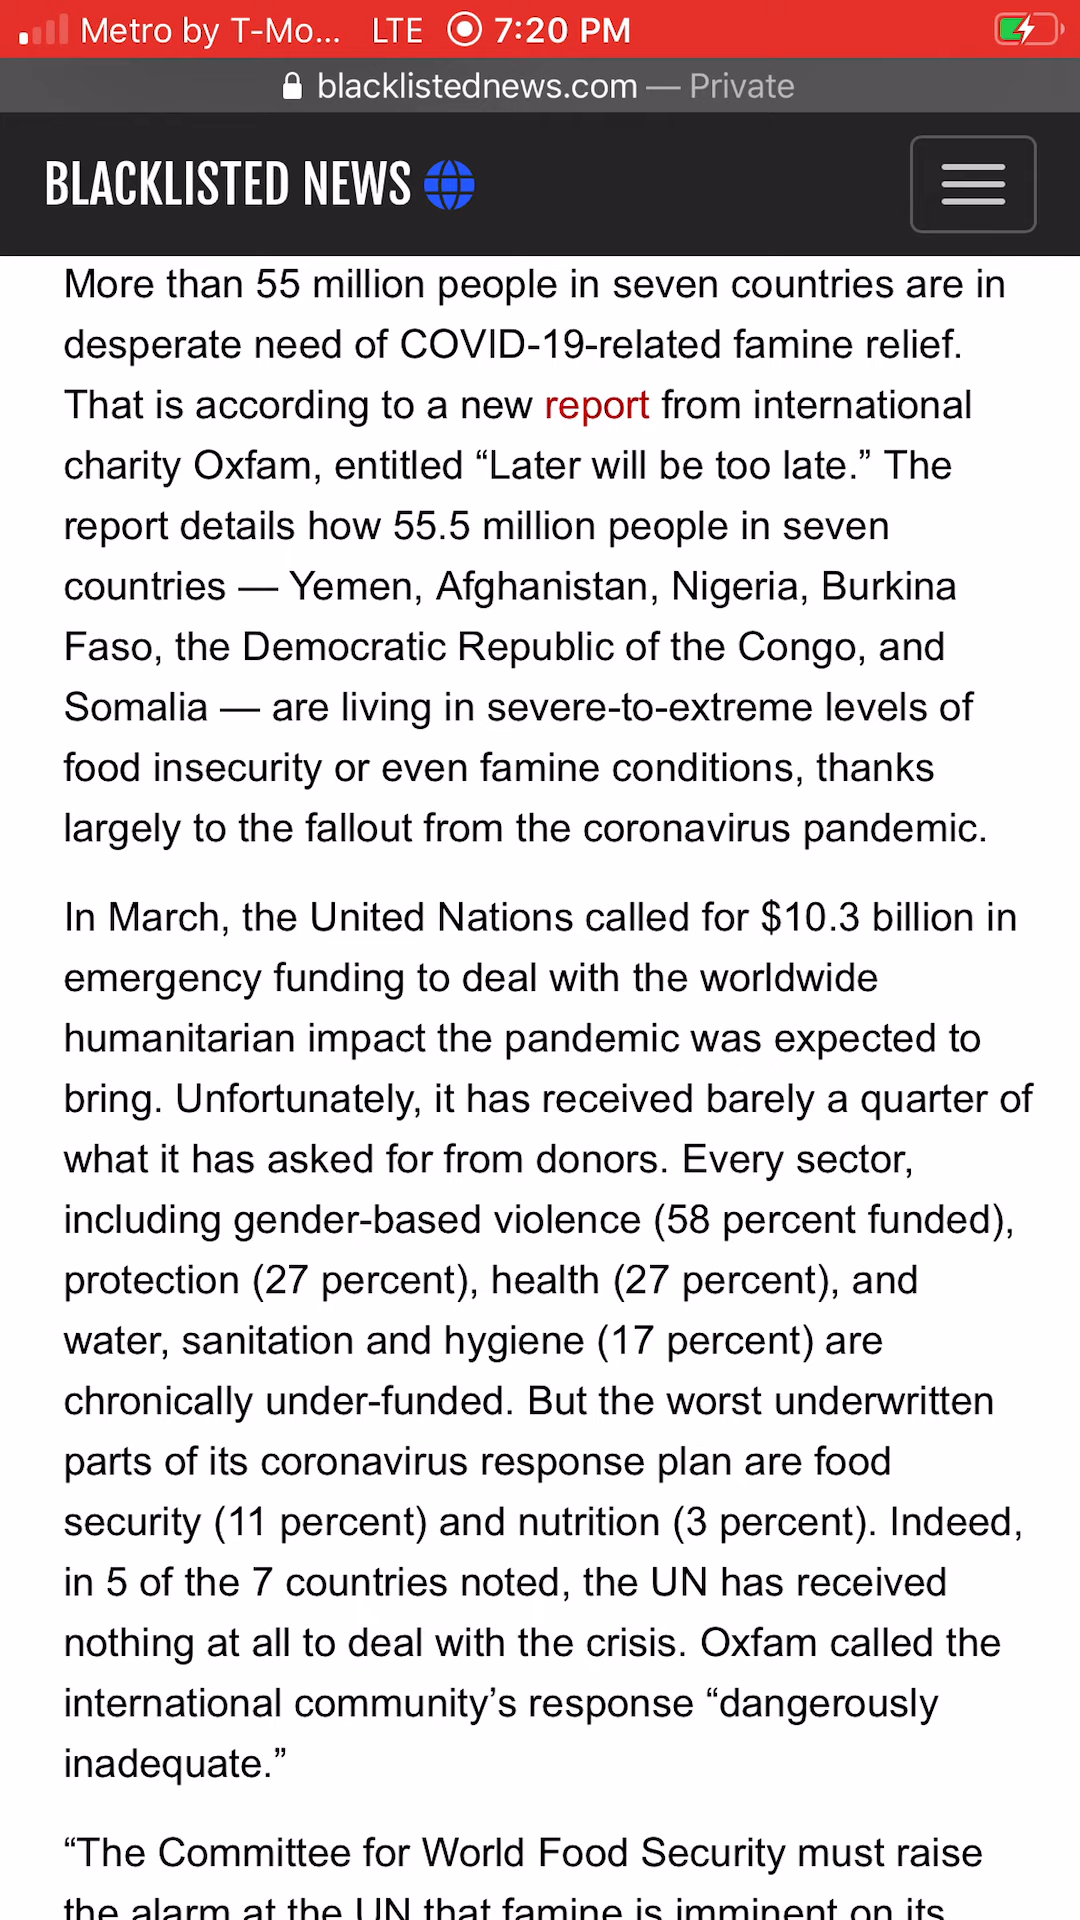 Metro by T-Mo... LTE 7:20 PM
blacklistednews.com — Private
BLACKLISTED NEWS
More than 55 million people in seven countries are in
desperate need of COVID-19-related famine relief.
That is according to a new report from international
charity Oxfam, entitled “Later will be too late.” The
report details how 55.5 million people in seven
countries — Yemen, Afghanistan, Nigeria, Burkina
Faso, the Democratic Republic of the Congo, and
Somalia — are living in severe-to-extreme levels of
food insecurity or even famine conditions, thanks
largely to the fallout from the coronavirus pandemic.
In March, the United Nations called for $10.3 billion in
emergency funding to deal with the worldwide
humanitarian impact the pandemic was expected to
bring. Unfortunately, it has received barely a quarter of
what it has asked for from donors. Every sector,
including gender-based violence (58 percent funded),
protection (27 percent), health (27 percent), and
water, sanitation and hygiene (17 percent) are
chronically under-funded. But the worst underwritten
parts of its coronavirus response plan are food
security (11 percent) and nutrition (3 percent). Indeed,
in 5 of the 7 countries noted, the UN has received
nothing at all to deal with the crisis. Oxfam called the
international community’s response “dangerously
inadequate.”
“The Committee for World Food Security must raise
the alarm at the UN that famine is imminent on its